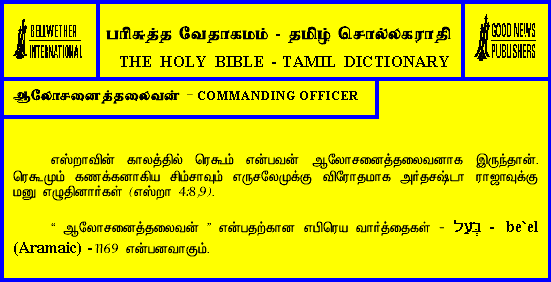 BELLWETHER
INTERNATIONAL
பரிசுத்த வேதாகமம் - தமிழ் சொல்லகராதி
THE HOLY BIBLE - TAMIL DICTIONARY
GOOD NEWS
PUBLISHERS
ஆலோசனைத்தலைவன் – COMMANDING OFFICER
எஸ்றாவின் காலத்தில் ரெகூம் என்பவன் ஆலோசனைத்தலைவனாக இருந்தான்.
ரெகூமும் கணக்கனாகிய சிம்சாவும் எருசலேமுக்கு விரோதமாக அர்தசஷ்டா ராஜாவுக்கு
மனு எழுதினார்கள் (எஸ்றா 4:8,9).
“ ஆலோசனைத்தலைவன் ” என்பதற்கான எபிரெய வார்த்தைகள் - בְּעֵל - be`el
(Aramaic) - 1169 என்பனவாகும்.